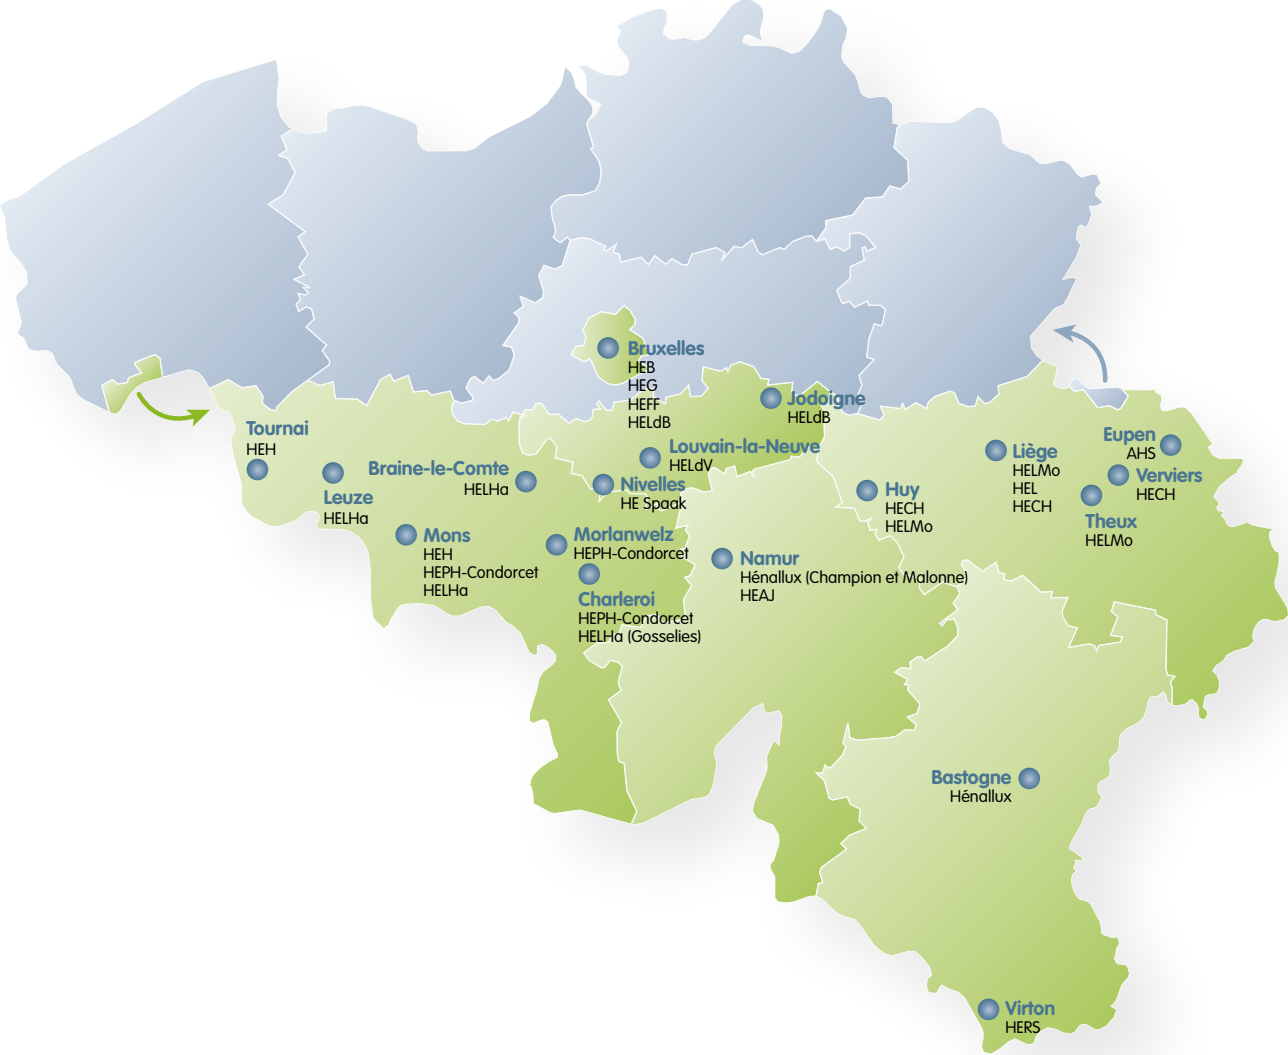 Bruxelles
HEB
HEG
HEFF
HELdB
Jodoigne
HELdB
Tournai
HEH
Leuze
HELHa
Braine-le-Comte
HELHa
Louvain-la-Neuve
HELdV
Nivelles
HE Spaak
Mons
HEH
HEPH-Condorcet
HELHa
Morlanwelz
HEPH-Condorcet
Charleroi
HEPH-Condorcet
HELHa (Gosselies)
Namur
Hénallux (Champion et Malonne)
HEAJ
Huy
HECH
HELMo
Liège
HELMo
HEL
HECH
Eupen
AHS
Verviers
HECH
Theux
HELMo
Bastogne
Hénallux
Virton
HERS